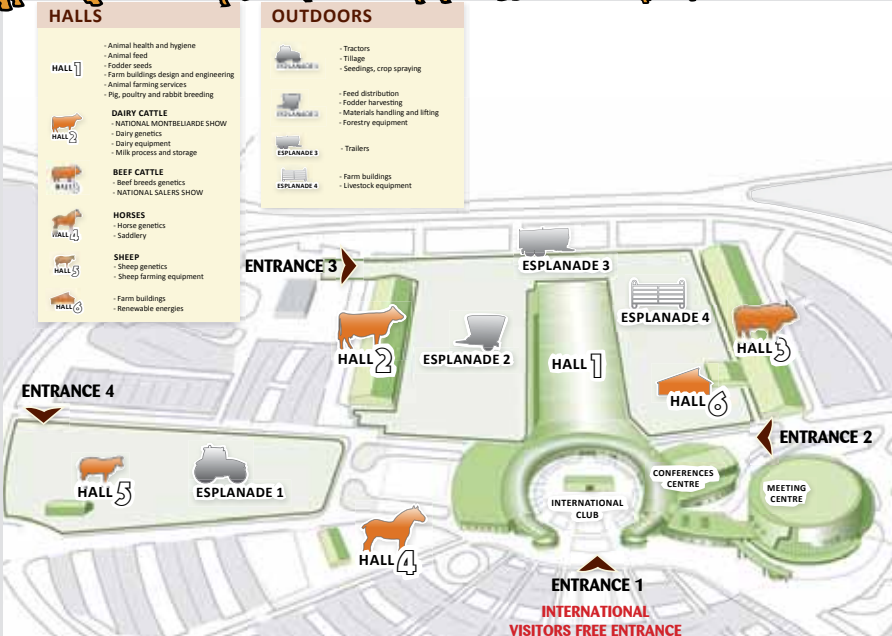 HALLS
- Animal health and hygiene
- Animal feed
- Fodder seeds
- Farm buildings design and engineering
- Animal farming services
- Pig, poultry and rabbit breeding
HALL 1
DAIRY CATTLE
- NATIONAL MONTBELIARDE SHOW
- Dairy genetics
- Dairy equipment
- Milk process and storage
HALL 2
BEEF CATTLE
- Beef breeds genetics
- NATIONAL SALERS SHOW
HALL 3
HORSES
- Horse genetics
- Saddlery
HALL 4
SHEEP
- Sheep genetics
- Sheep farming equipment
HALL 5
- Farm buildings
- Renewable energies
HALL 6
OUTDOORS
- Tractors
- Tillage
- Seedings, crop spraying
ESPLANADE 1
- Feed distribution
- Fodder harvesting
- Materials handling and lifting
- Forestry equipment
ESPLANADE 2
- Trailers
ESPLANADE 3
- Farm buildings
- Livestock equipment
ESPLANADE 4
ENTRANCE 3
ESPLANADE 3
ESPLANADE 4
HALL 2
ESPLANADE 2
HALL 1
HALL 3
HALL 6
ENTRANCE 4
ENTRANCE 2
HALL 5
ESPLANADE 1
CONFERENCES
CENTRE
MEETING
CENTRE
INTERNATIONAL
CLUB
HALL 4
ENTRANCE 1
INTERNATIONAL
VISITORS FREE ENTRANCE